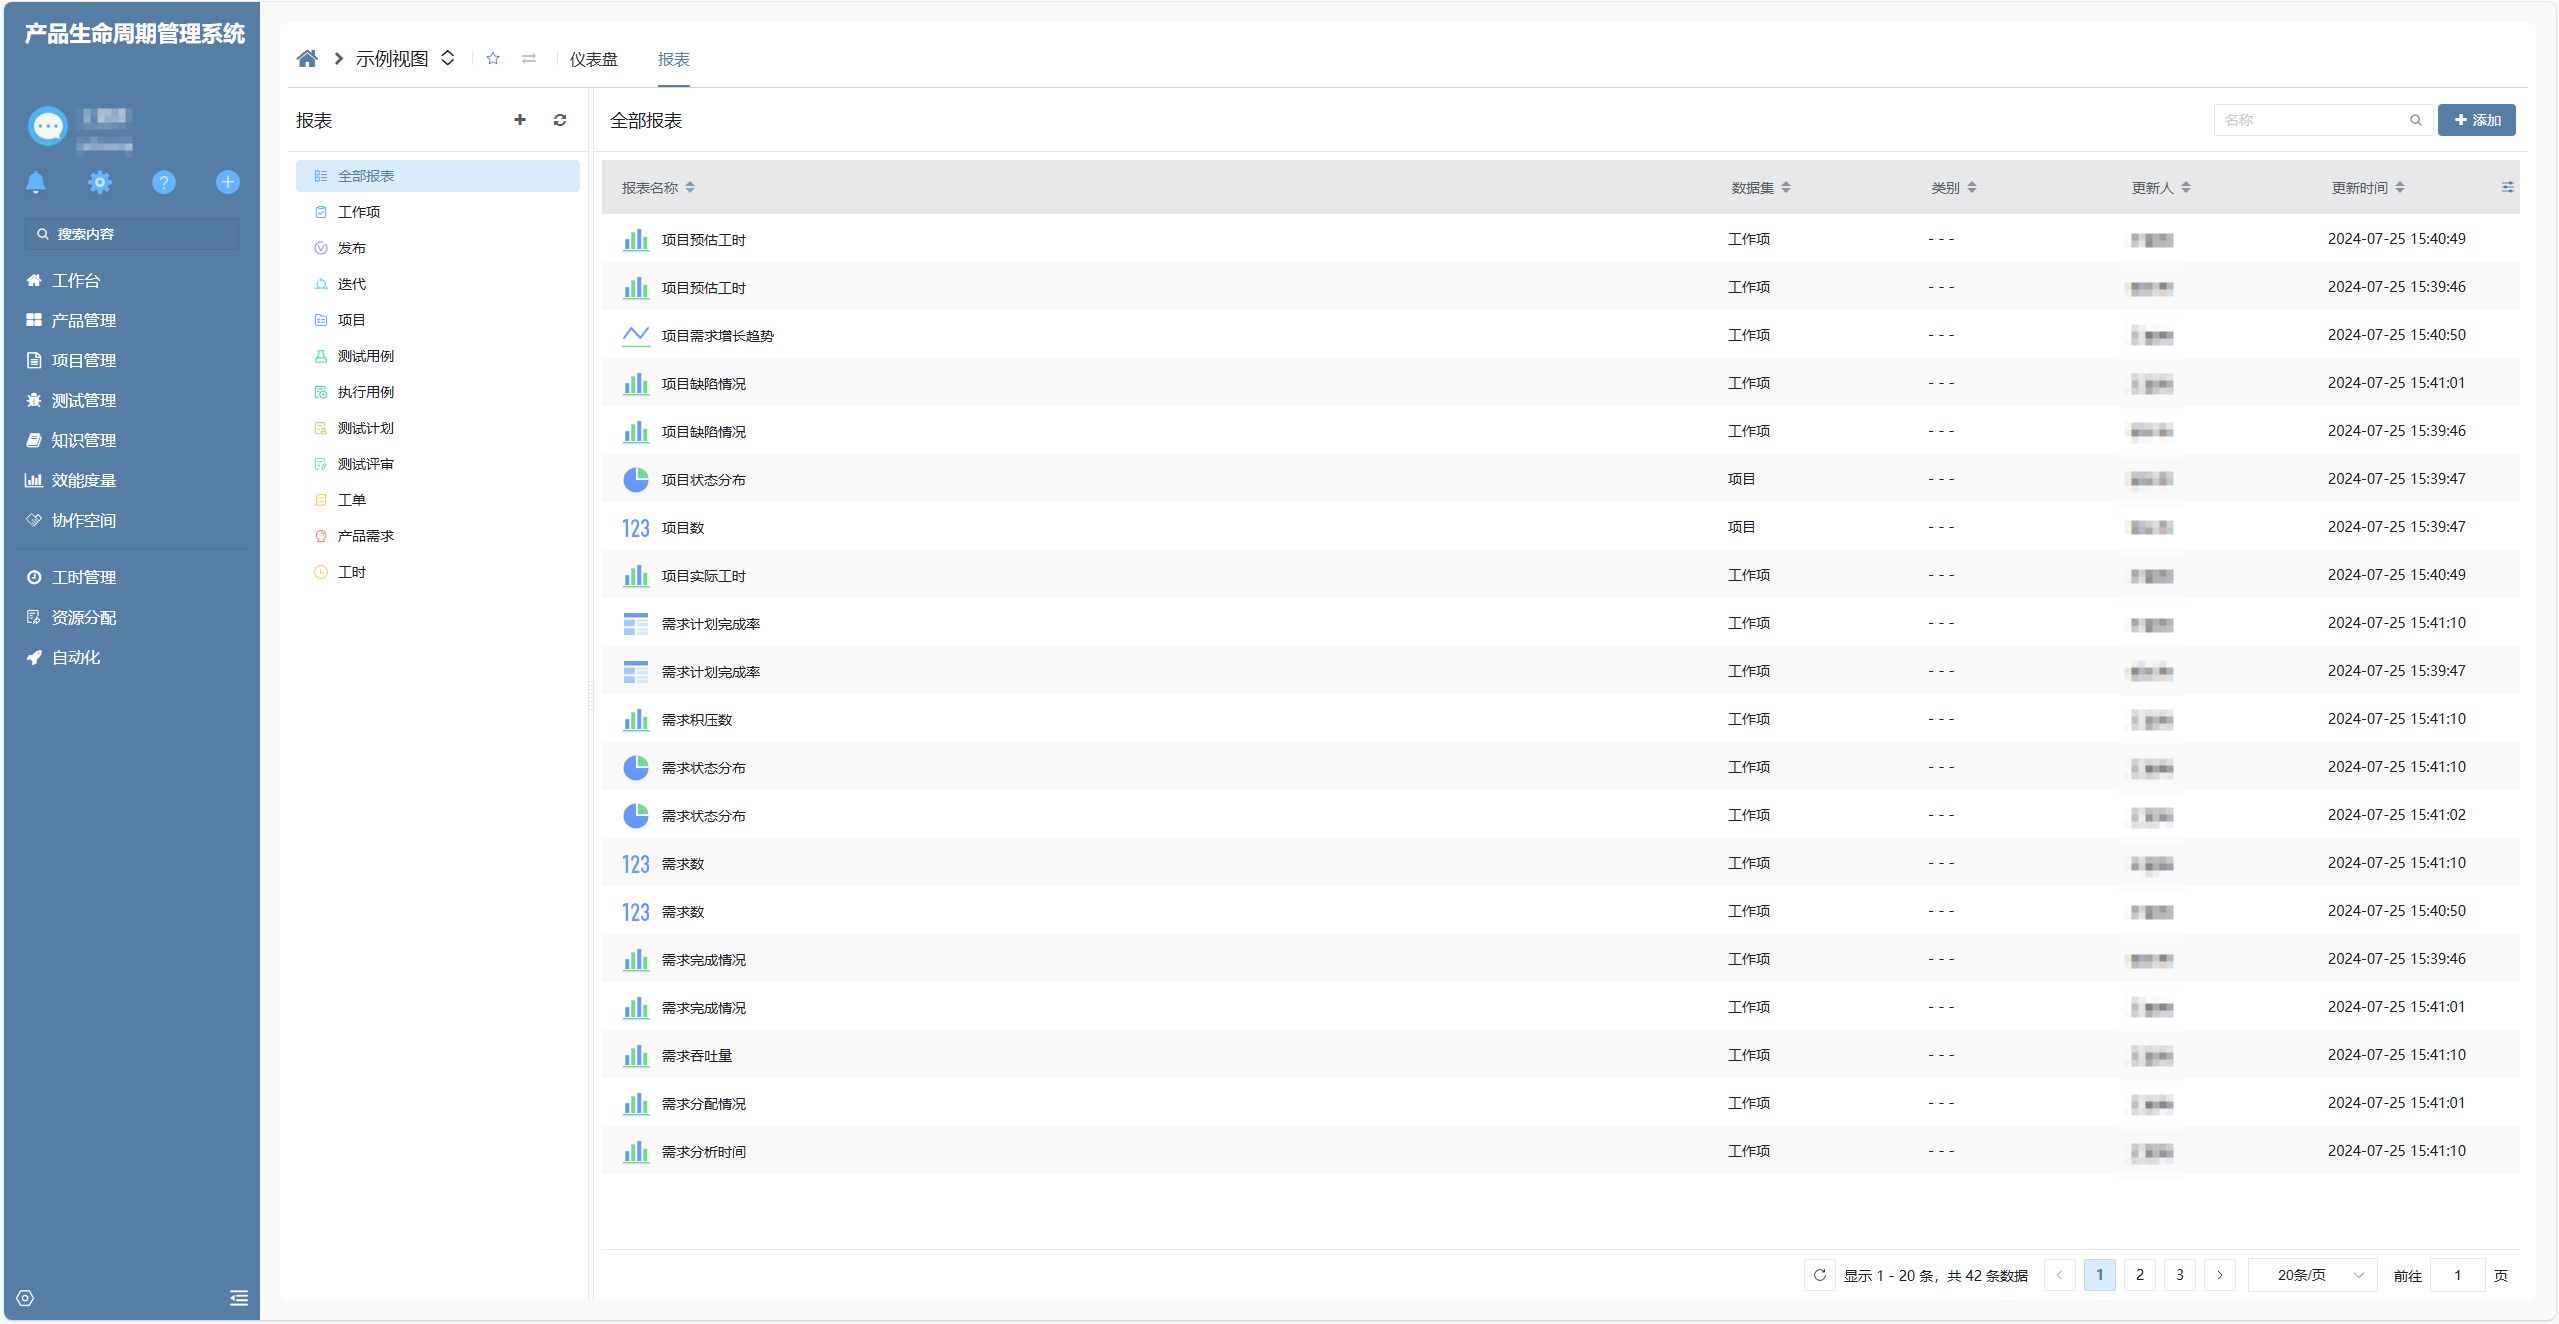 产品生命周期管理系统
搜索内容
工作台
产品管理
项目管理
测试管理
知识管理
效能度量
协作空间
工时管理
资源分配
自动化
示例视图 仪表盘 报表
报表
全部报表
工作项
发布
迭代
项目
测试用例
执行用例
测试计划
测试评审
工单
产品需求
工时
全部报表 名称 添加
报表名称 数据集 类别 更新人 更新时间
项目预估工时 工作项 - - - 2024-07-25 15:40:49
项目预估工时 工作项 - - - 2024-07-25 15:39:46
项目需求增长趋势 工作项 - - - 2024-07-25 15:40:50
项目缺陷情况 工作项 - - - 2024-07-25 15:41:01
项目缺陷情况 工作项 - - - 2024-07-25 15:39:46
项目状态分布 项目 - - - 2024-07-25 15:39:47
123 项目数 项目 - - - 2024-07-25 15:39:47
项目实际工时 工作项 - - - 2024-07-25 15:40:49
需求计划完成率 工作项 - - - 2024-07-25 15:41:10
需求计划完成率 工作项 - - - 2024-07-25 15:39:47
需求积压数 工作项 - - - 2024-07-25 15:41:10
需求状态分布 工作项 - - - 2024-07-25 15:41:10
需求状态分布 工作项 - - - 2024-07-25 15:41:02
123 需求数 工作项 - - - 2024-07-25 15:41:10
123 需求数 工作项 - - - 2024-07-25 15:40:50
需求完成情况 工作项 - - - 2024-07-25 15:39:46
需求完成情况 工作项 - - - 2024-07-25 15:41:01
需求吞吐量 工作项 - - - 2024-07-25 15:41:10
需求分配情况 工作项 - - - 2024-07-25 15:41:01
需求分析时间 工作项 - - - 2024-07-25 15:41:10
显示 1 - 20 条，共 42 条数据 1 2 3 20条/页 前往 1 页